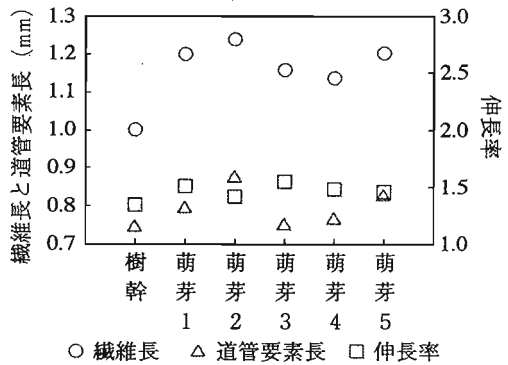 繊維長と道管要素長 (mm)
1.3
1.2
1.1
1.0
0.9
0.8
0.7
3.0
2.5
2.0
1.5
1.0
伸長率
樹幹
萌芽1
萌芽2
萌芽3
萌芽4
萌芽5
○ 繊維長 △ 道管要素長 □ 伸長率